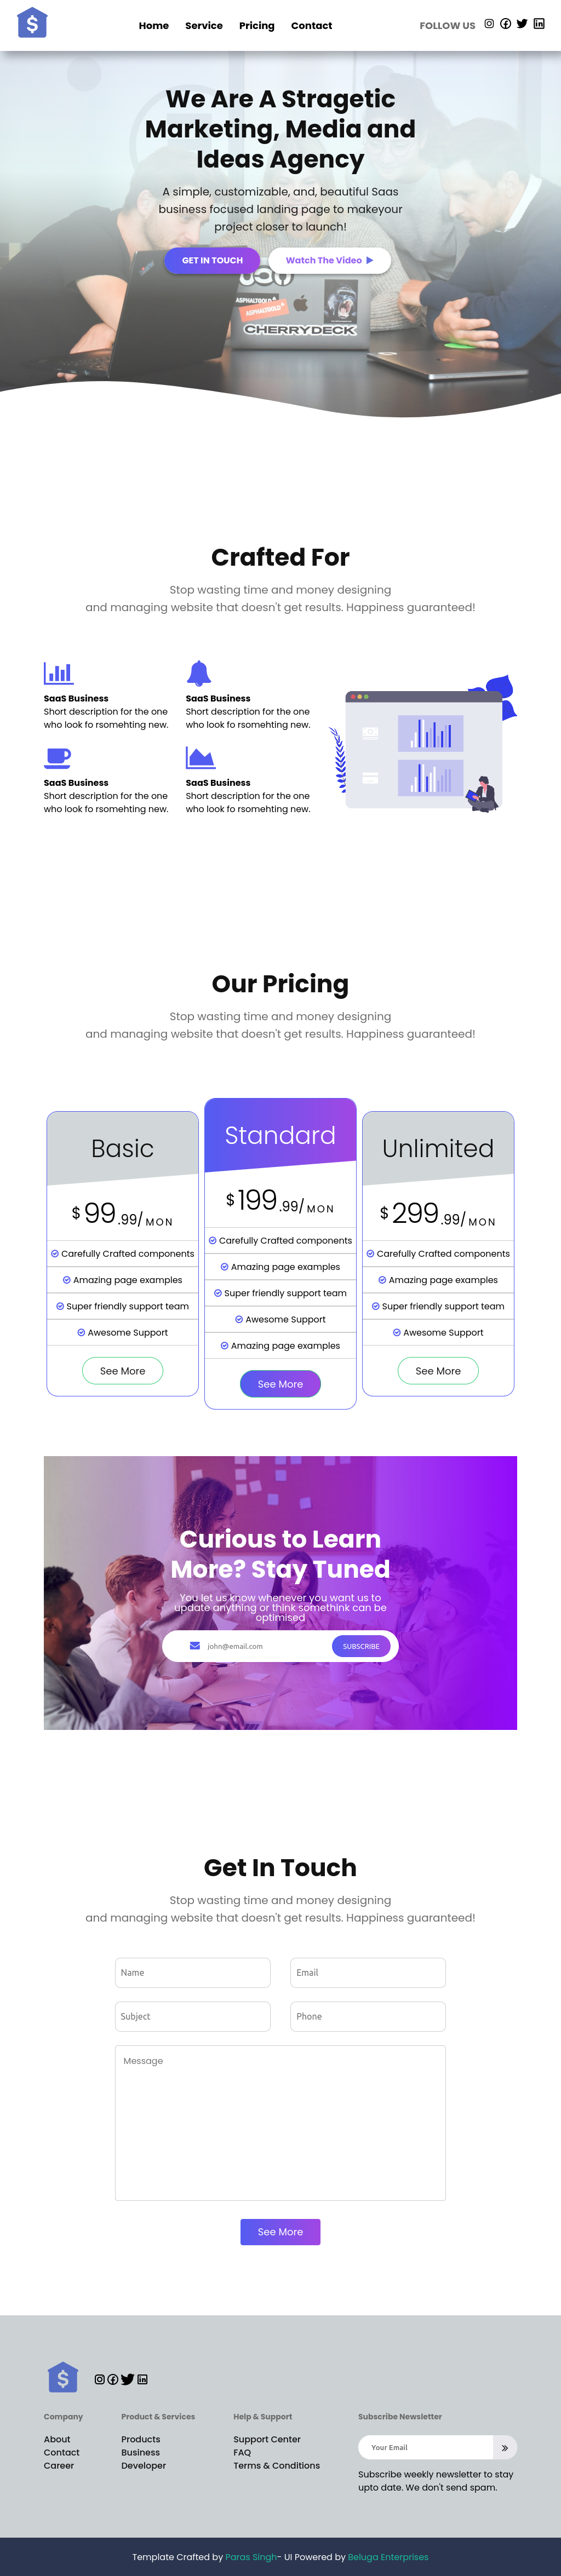 Home Service Pricing Contact FOLLOW US
We Are A Stragetic
Marketing, Media and
Ideas Agency
A simple, customizable, and, beautiful Saas
business focused landing page to makeyour
project closer to launch!
GET IN TOUCH Watch The Video
ASPHALTGOLD
ASPHALTGOLD
CHERRYDECK
Crafted For
Stop wasting time and money designing
and managing website that doesn't get results. Happiness guaranteed!
SaaS Business
Short description for the one
who look fo rsomehting new.
SaaS Business
Short description for the one
who look fo rsomehting new.
SaaS Business
Short description for the one
who look fo rsomehting new.
SaaS Business
Short description for the one
who look fo rsomehting new.
Our Pricing
Stop wasting time and money designing
and managing website that doesn't get results. Happiness guaranteed!
Basic
$ 99 .99/ MON
Carefully Crafted components
Amazing page examples
Super friendly support team
Awesome Support
See More
Standard
$ 199 .99/ MON
Carefully Crafted components
Amazing page examples
Super friendly support team
Awesome Support
Amazing page examples
See More
Unlimited
$ 299 .99/ MON
Carefully Crafted components
Amazing page examples
Super friendly support team
Awesome Support
See More
Curious to Learn
More? Stay Tuned
You let us know whenever you want us to
update anything or think somethink can be
optimised
john@email.com SUBSCRIBE
Get In Touch
Stop wasting time and money designing
and managing website that doesn't get results. Happiness guaranteed!
Name Email
Subject Phone
Message
See More
Company
About
Contact
Career
Product & Services
Products
Business
Developer
Help & Support
Support Center
FAQ
Terms & Conditions
Subscribe Newsletter
Your Email
Subscribe weekly newsletter to stay
upto date. We don't send spam.
Template Crafted by Paras Singh- UI Powered by Beluga Enterprises